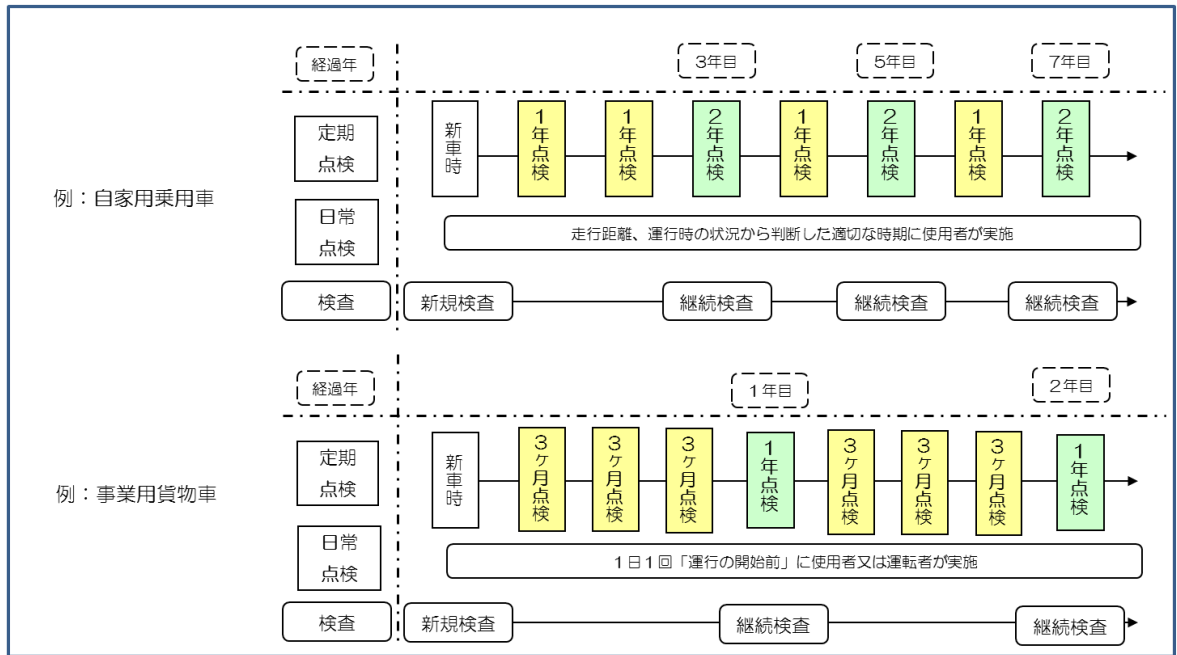 経過年
3年目
5年目
7年目
例：自家用乗用車
定期
点検
新車時
1年点検
1年点検
2年点検
1年点検
2年点検
1年点検
2年点検
日常
点検
走行距離、運行時の状況から判断した適切な時期に使用者が実施
検査
新規検査
継続検査
継続検査
継続検査
経過年
1年目
2年目
例：事業用貨物車
定期
点検
新車時
3ヶ月点検
3ヶ月点検
3ヶ月点検
1年点検
3ヶ月点検
3ヶ月点検
3ヶ月点検
1年点検
日常
点検
1日1回「運行の開始前」に使用者又は運転者が実施
検査
新規検査
継続検査
継続検査